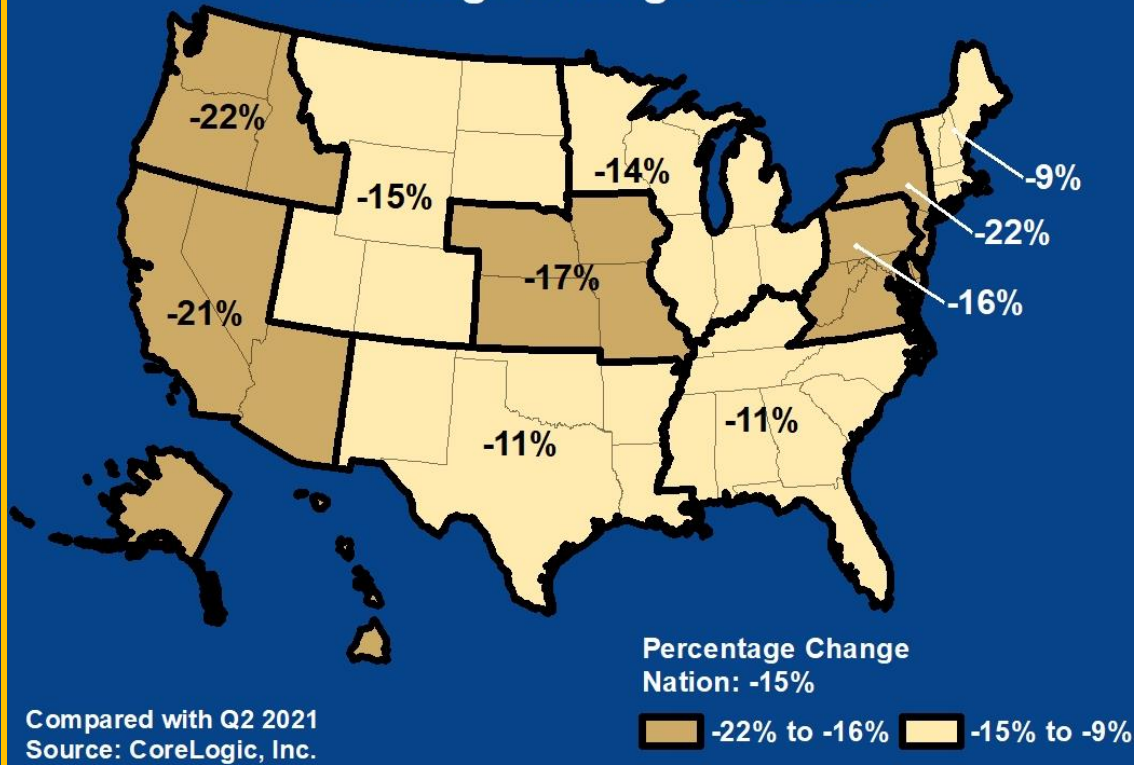 -22%
-15%
-14%
-9%
-22%
-17%
-16%
-21%
-11%
-11%
Percentage Change
Nation: -15%
-22% to -16%
-15% to -9%
Compared with Q2 2021
Source: CoreLogic, Inc.